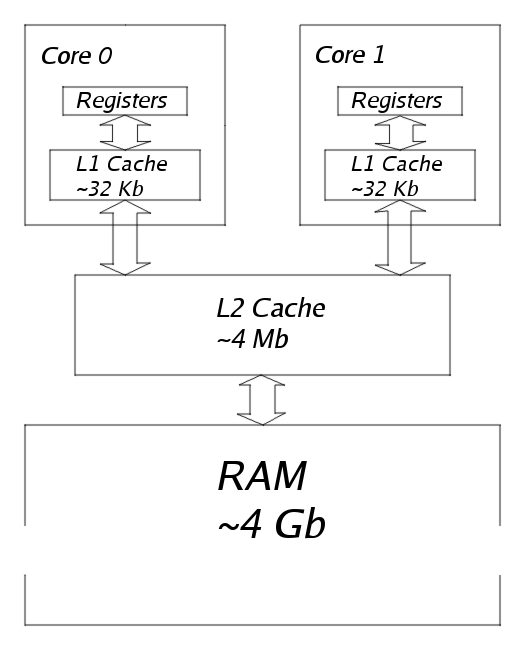 Core 0
Registers
L1 Cache
~32 Kb
Core 1
Registers
L1 Cache
~32 Kb
L2 Cache
~4 Mb
RAM
~4 Gb